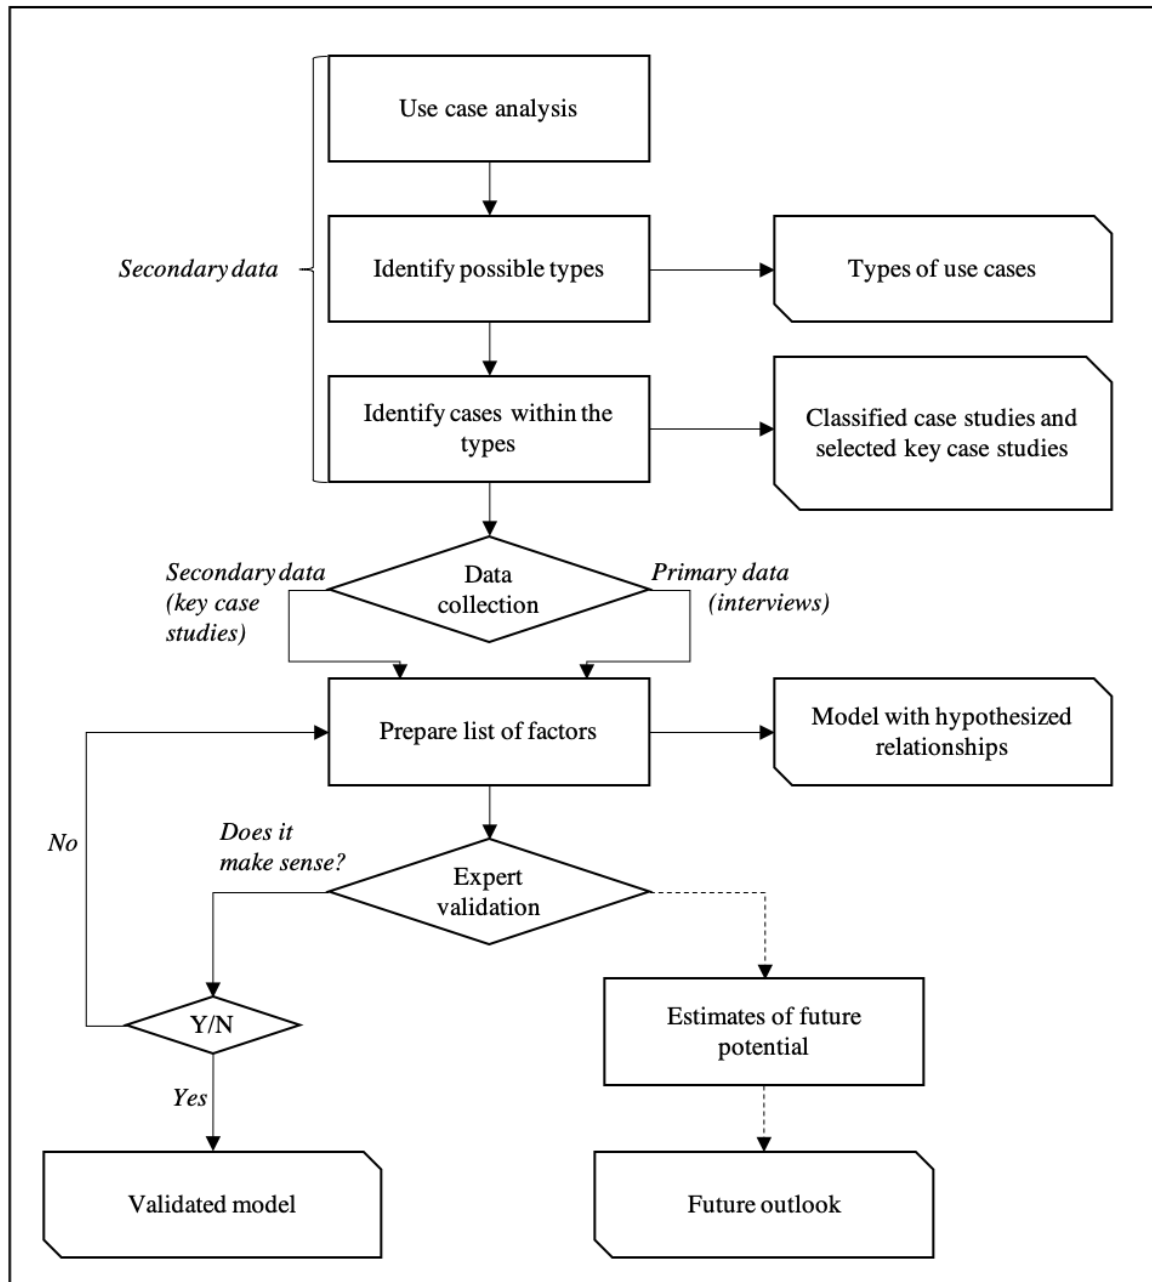 Use case analysis
Secondary data
Identify possible types
Types of use cases
Identify cases within the
types
Classified case studies and
selected key case studies
Secondary data
(key case
studies)
Data
collection
Primary data
(interviews)
Prepare list of factors
Model with hypothesized
relationships
No
Does it
make sense?
Expert
validation
Y/N
Estimates of future
potential
Yes
Validated model
Future outlook